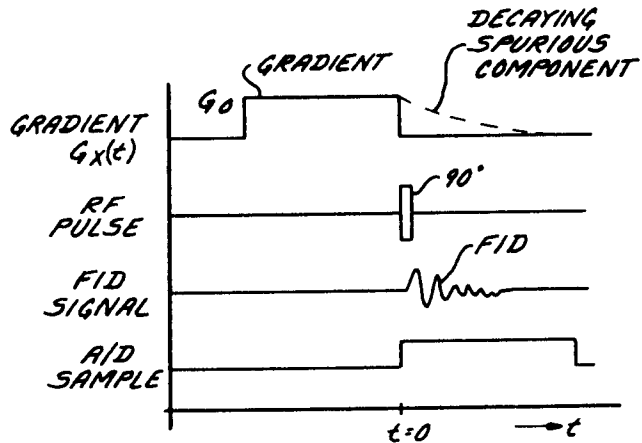 DECAYING
SPURIOUS
COMPONENT
GRADIENT
G0
GRADIENT
Gx(t)
90°
RF
PULSE
FID
FID
SIGNAL
A/D
SAMPLE
t=0
t